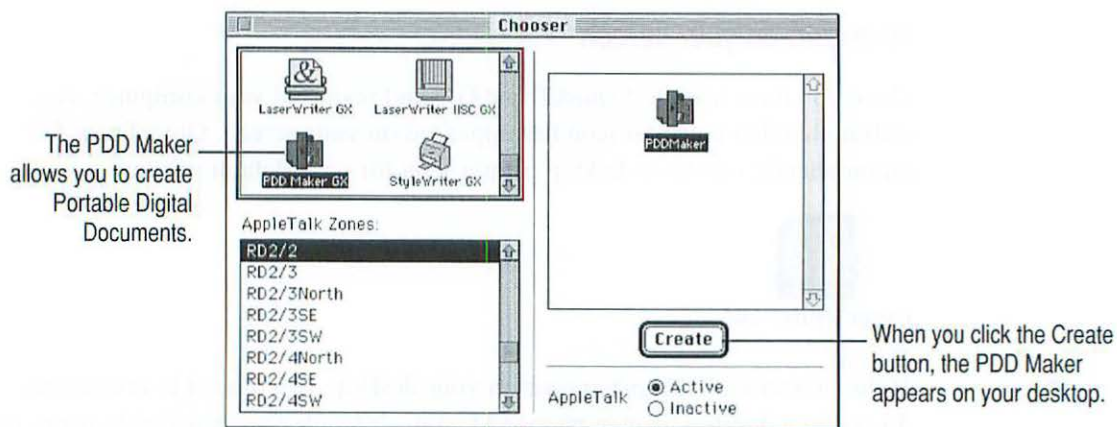 Chooser
LaserWriter GX
LaserWriter IISC GX
PDD Maker GX
StyleWriter GX
The PDD Maker
allows you to create
Portable Digital
Documents.
AppleTalk Zones:
RD2/2
RD2/3
RD2/3North
RD2/3SE
RD2/3SW
RD2/4North
RD2/4SE
RD2/4SW
PDDMaker
Create
AppleTalk
Active
Inactive
When you click the Create
button, the PDD Maker
appears on your desktop.